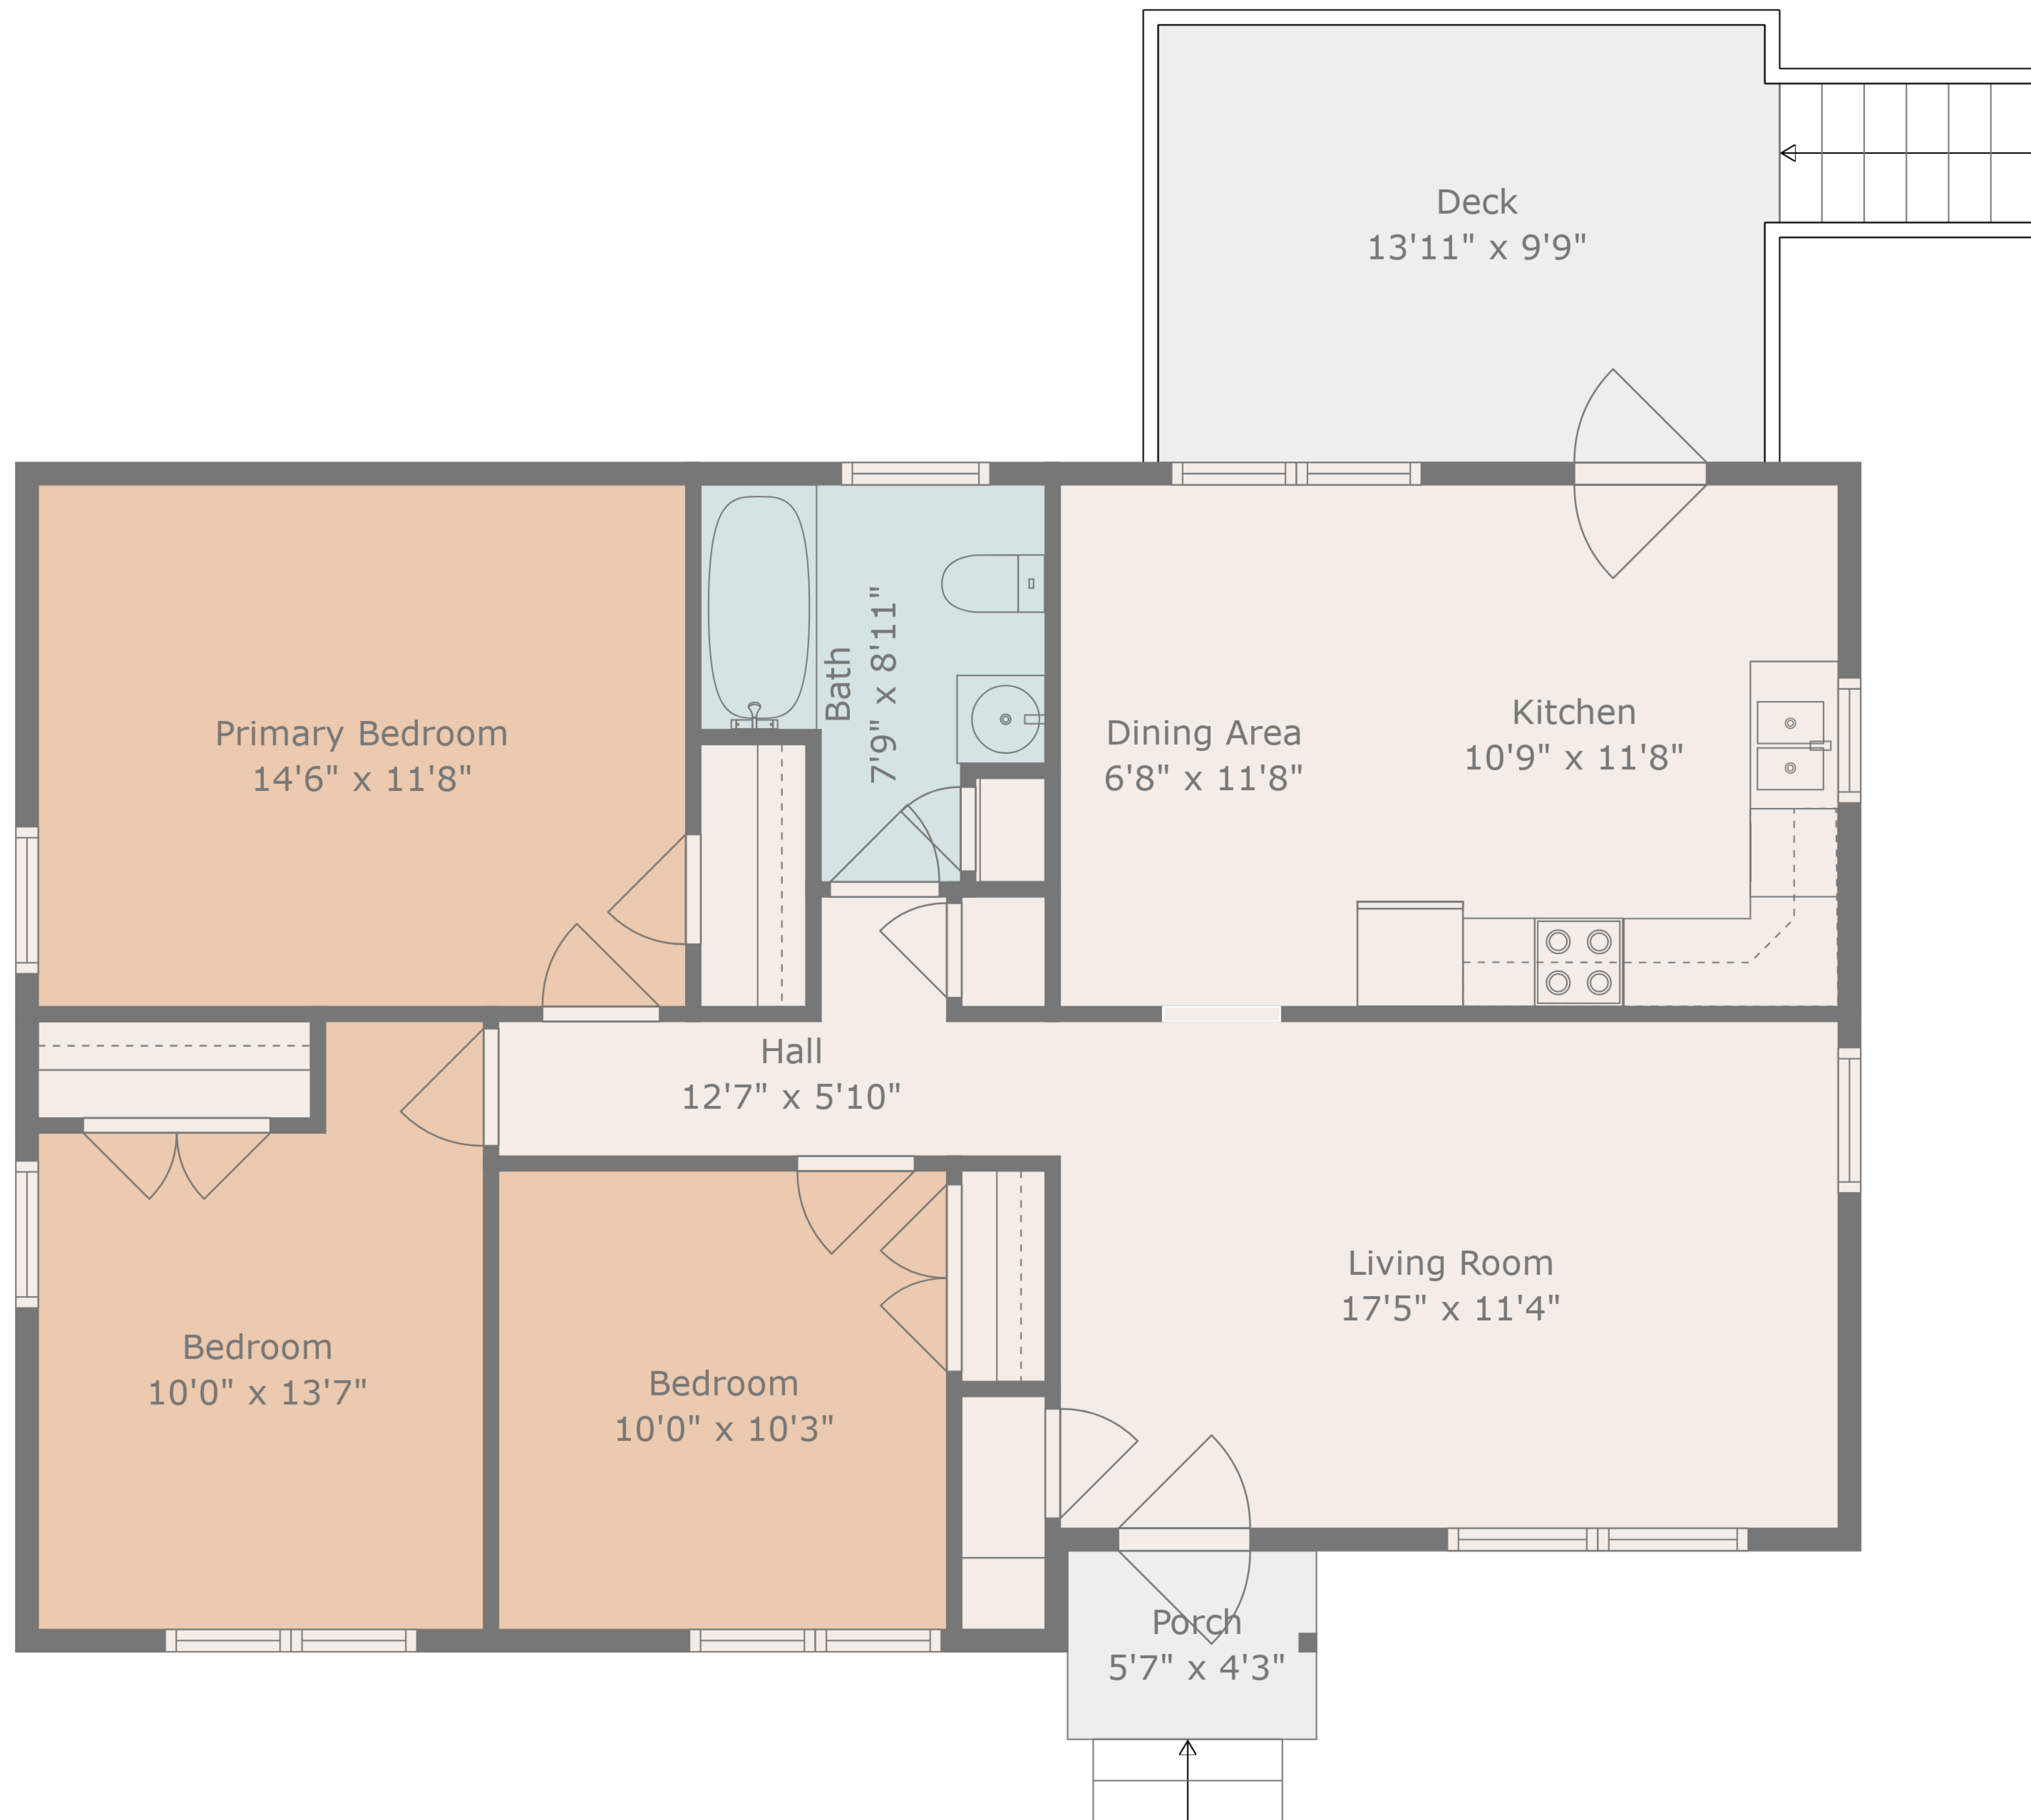 Deck
13'11" x 9'9"
Primary Bedroom
14'6" x 11'8"
Bath
7'9" x 8'11"
Dining Area
6'8" x 11'8"
Kitchen
10'9" x 11'8"
Hall
12'7" x 5'10"
Living Room
17'5" x 11'4"
Bedroom
10'0" x 13'7"
Bedroom
10'0" x 10'3"
Porch
5'7" x 4'3"